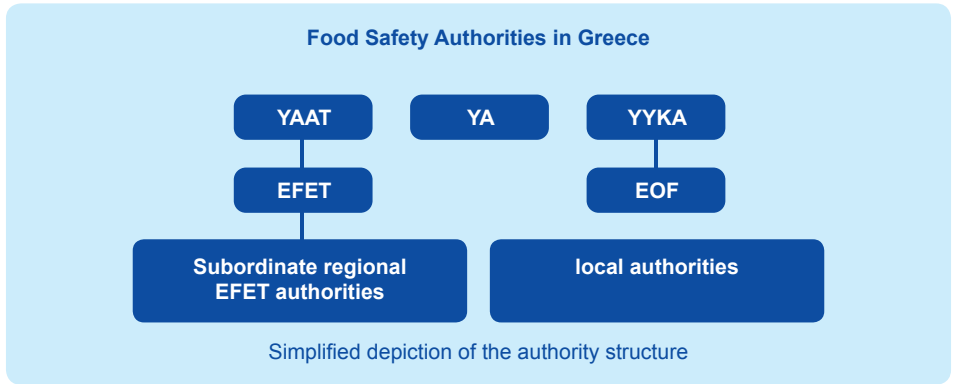 Food Safety Authorities in Greece
YAAT
YA
YYKA
EFET
EOF
Subordinate regional
EFET authorities
local authorities
Simplified depiction of the authority structure